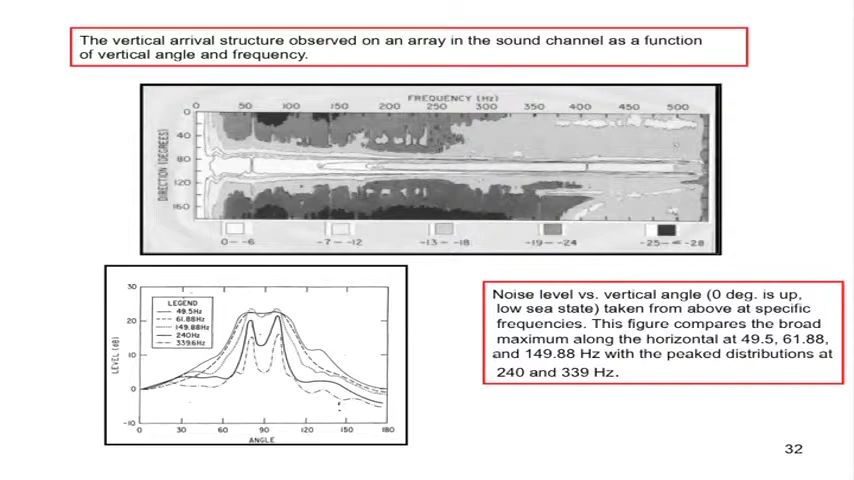 The vertical arrival structure observed on an array in the sound channel as a function
of vertical angle and frequency.
FREQUENCY (Hz)
0 50 100 150 200 250 300 350 400 450 500
DIRECTION (DEGREES)
0
40
80
120
160
0--6 -7--12 -13--18 -19--24 -25-<-28
30
20
10
0
-10
LEVEL (dB)
LEGEND
49.5Hz
61.88Hz
149.88Hz
240Hz
339.6Hz
0 30 60 90 120 150 180
ANGLE
Noise level vs. vertical angle (0 deg. is up,
low sea state) taken from above at specific
frequencies. This figure compares the broad
maximum along the horizontal at 49.5, 61.88,
and 149.88 Hz with the peaked distributions at
240 and 339 Hz.
32